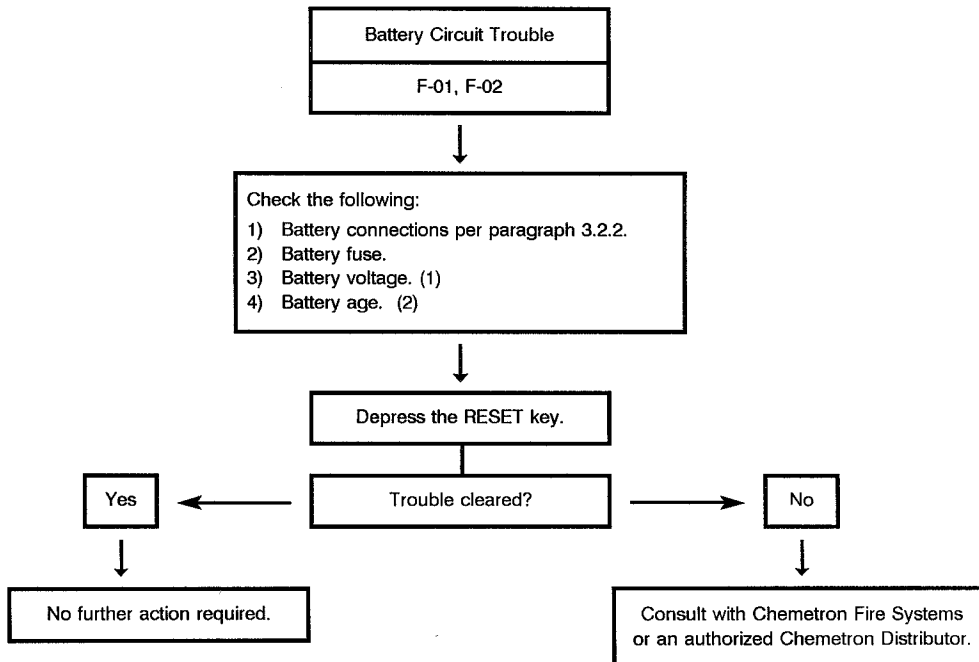 Battery Circuit Trouble
F-01, F-02
Check the following:
1) Battery connections per paragraph 3.2.2.
2) Battery fuse.
3) Battery voltage. (1)
4) Battery age. (2)
Depress the RESET key.
Trouble cleared?
Yes
No
No further action required.
Consult with Chemetron Fire Systems
or an authorized Chemetron Distributor.